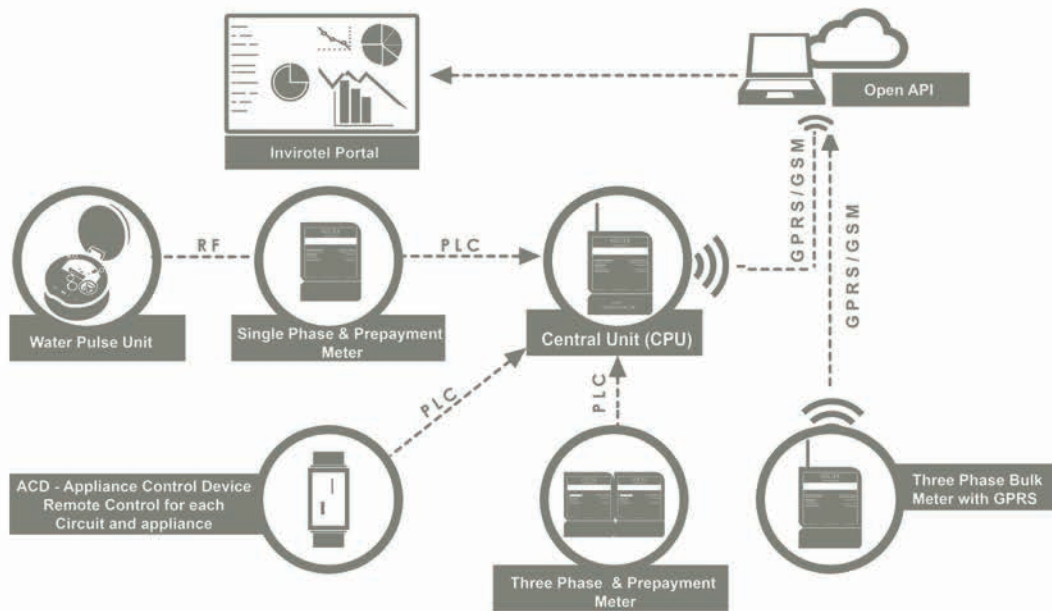 Open API
Invirotel Portal
GPRS/GSM
GPRS/GSM
RF
PLC
Water Pulse Unit
Single Phase & Prepayment
Meter
Central Unit (CPU)
PLC
PLC
ACD - Appliance Control Device
Remote Control for each
Circuit and appliance
Three Phase & Prepayment
Meter
Three Phase Bulk
Meter with GPRS